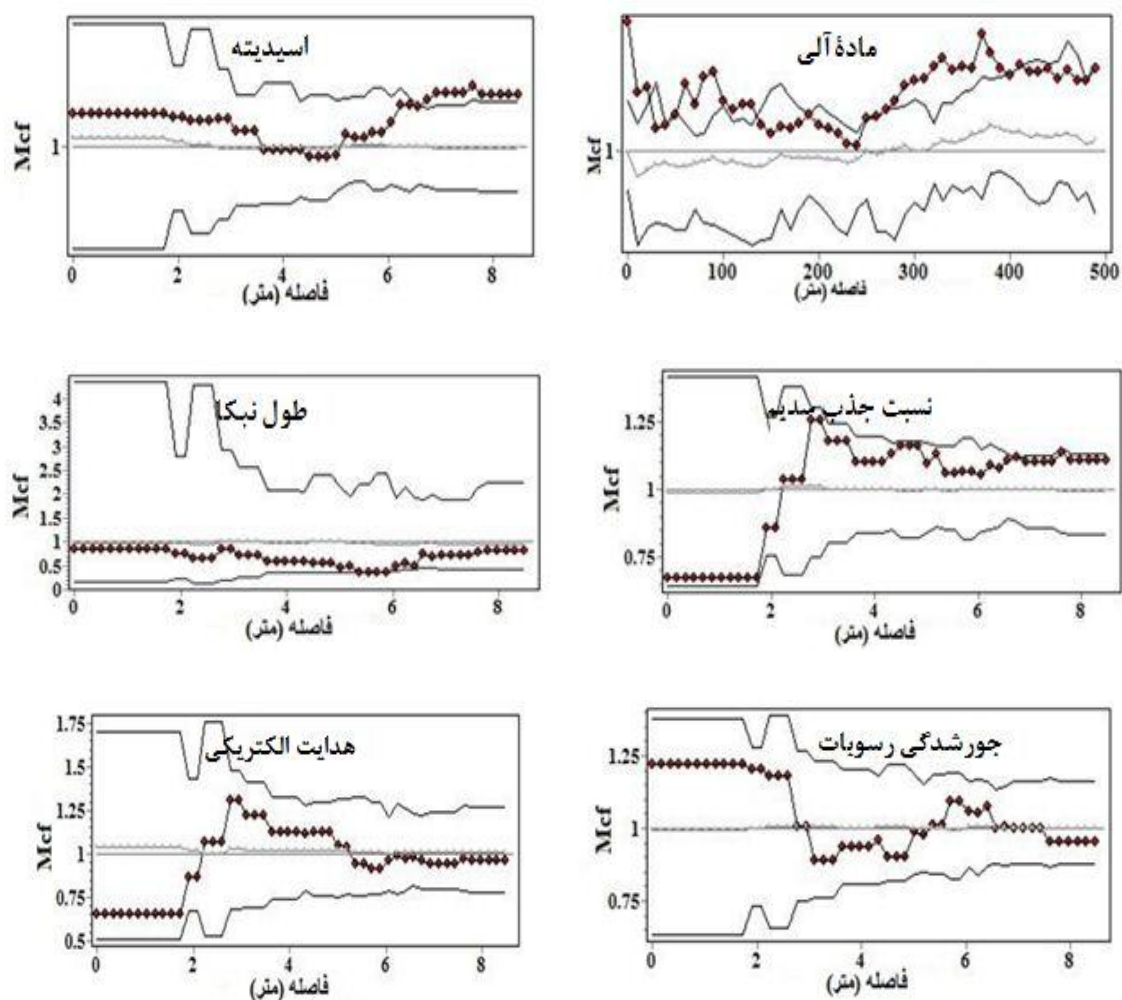 اسیدیته
Mcf
1
0 2 4 6 8
فاصله (متر)
مادۀ آلی
Mcf
1
0 100 200 300 400 500
فاصله (متر)
طول نبکا
Mcf
4
3.5
3
2.5
2
1.5
1
0.5
0
0 2 4 6 8
فاصله (متر)
نسبت جذب سدیم
Mcf
1.25
1
0.75
0 2 4 6 8
فاصله (متر)
هدایت الکتریکی
Mcf
1.75
1.5
1.25
1
0.75
0.5
0 2 4 6 8
فاصله (متر)
جورشدگی رسوبات
Mcf
1.25
1
0.75
0 2 4 6 8
فاصله (متر)